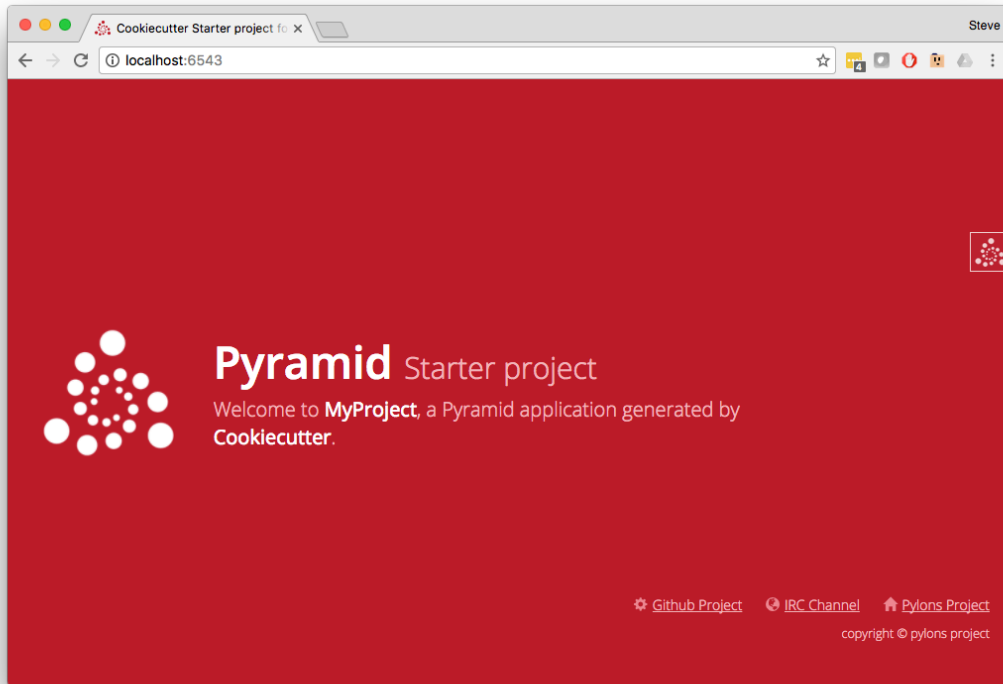 Cookiecutter Starter project fo
Steve
localhost:6543
4
Pyramid Starter project
Welcome to MyProject, a Pyramid application generated by
Cookiecutter.
Github Project IRC Channel Pylons Project
copyright © pylons project